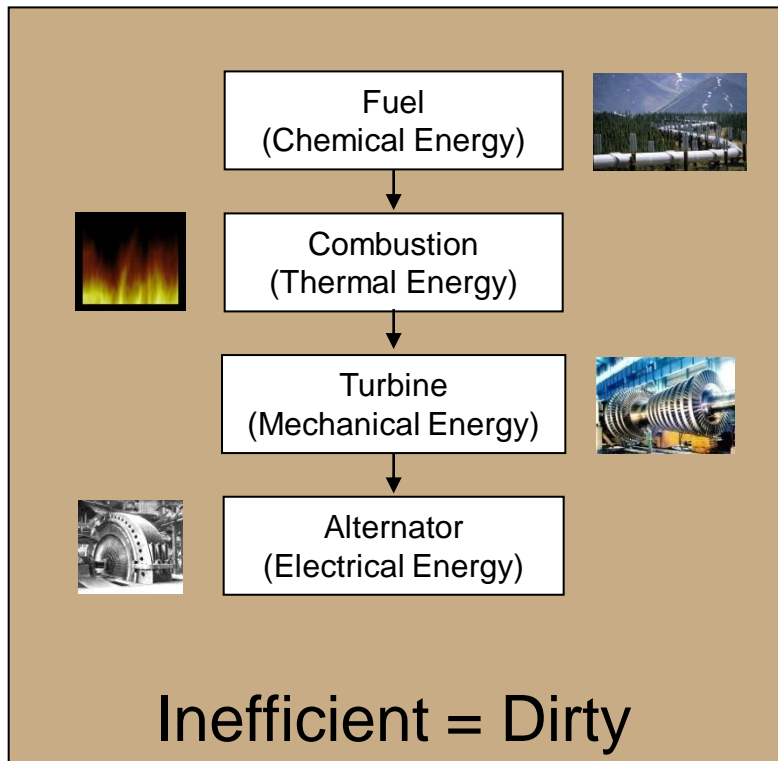 Fuel
(Chemical Energy)
Combustion
(Thermal Energy)
Turbine
(Mechanical Energy)
Alternator
(Electrical Energy)
Inefficient = Dirty